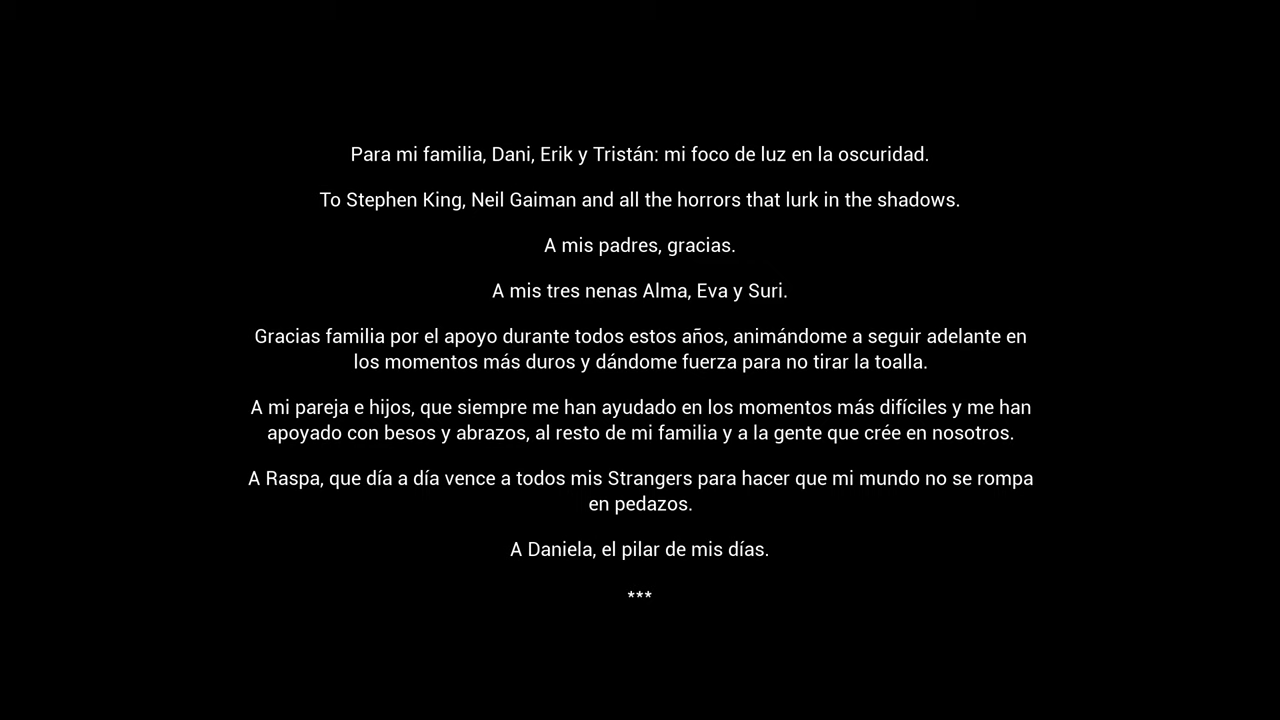 Para mi familia, Dani, Erik y Tristán: mi foco de luz en la oscuridad.
To Stephen King, Neil Gaiman and all the horrors that lurk in the shadows.
A mis padres, gracias.
A mis tres nenas Alma, Eva y Suri.
Gracias familia por el apoyo durante todos estos años, animándome a seguir adelante en
los momentos más duros y dándome fuerza para no tirar la toalla.
A mi pareja e hijos, que siempre me han ayudado en los momentos más difíciles y me han
apoyado con besos y abrazos, al resto de mi familia y a la gente que crée en nosotros.
A Raspa, que día a día vence a todos mis Strangers para hacer que mi mundo no se rompa
en pedazos.
A Daniela, el pilar de mis días.
***